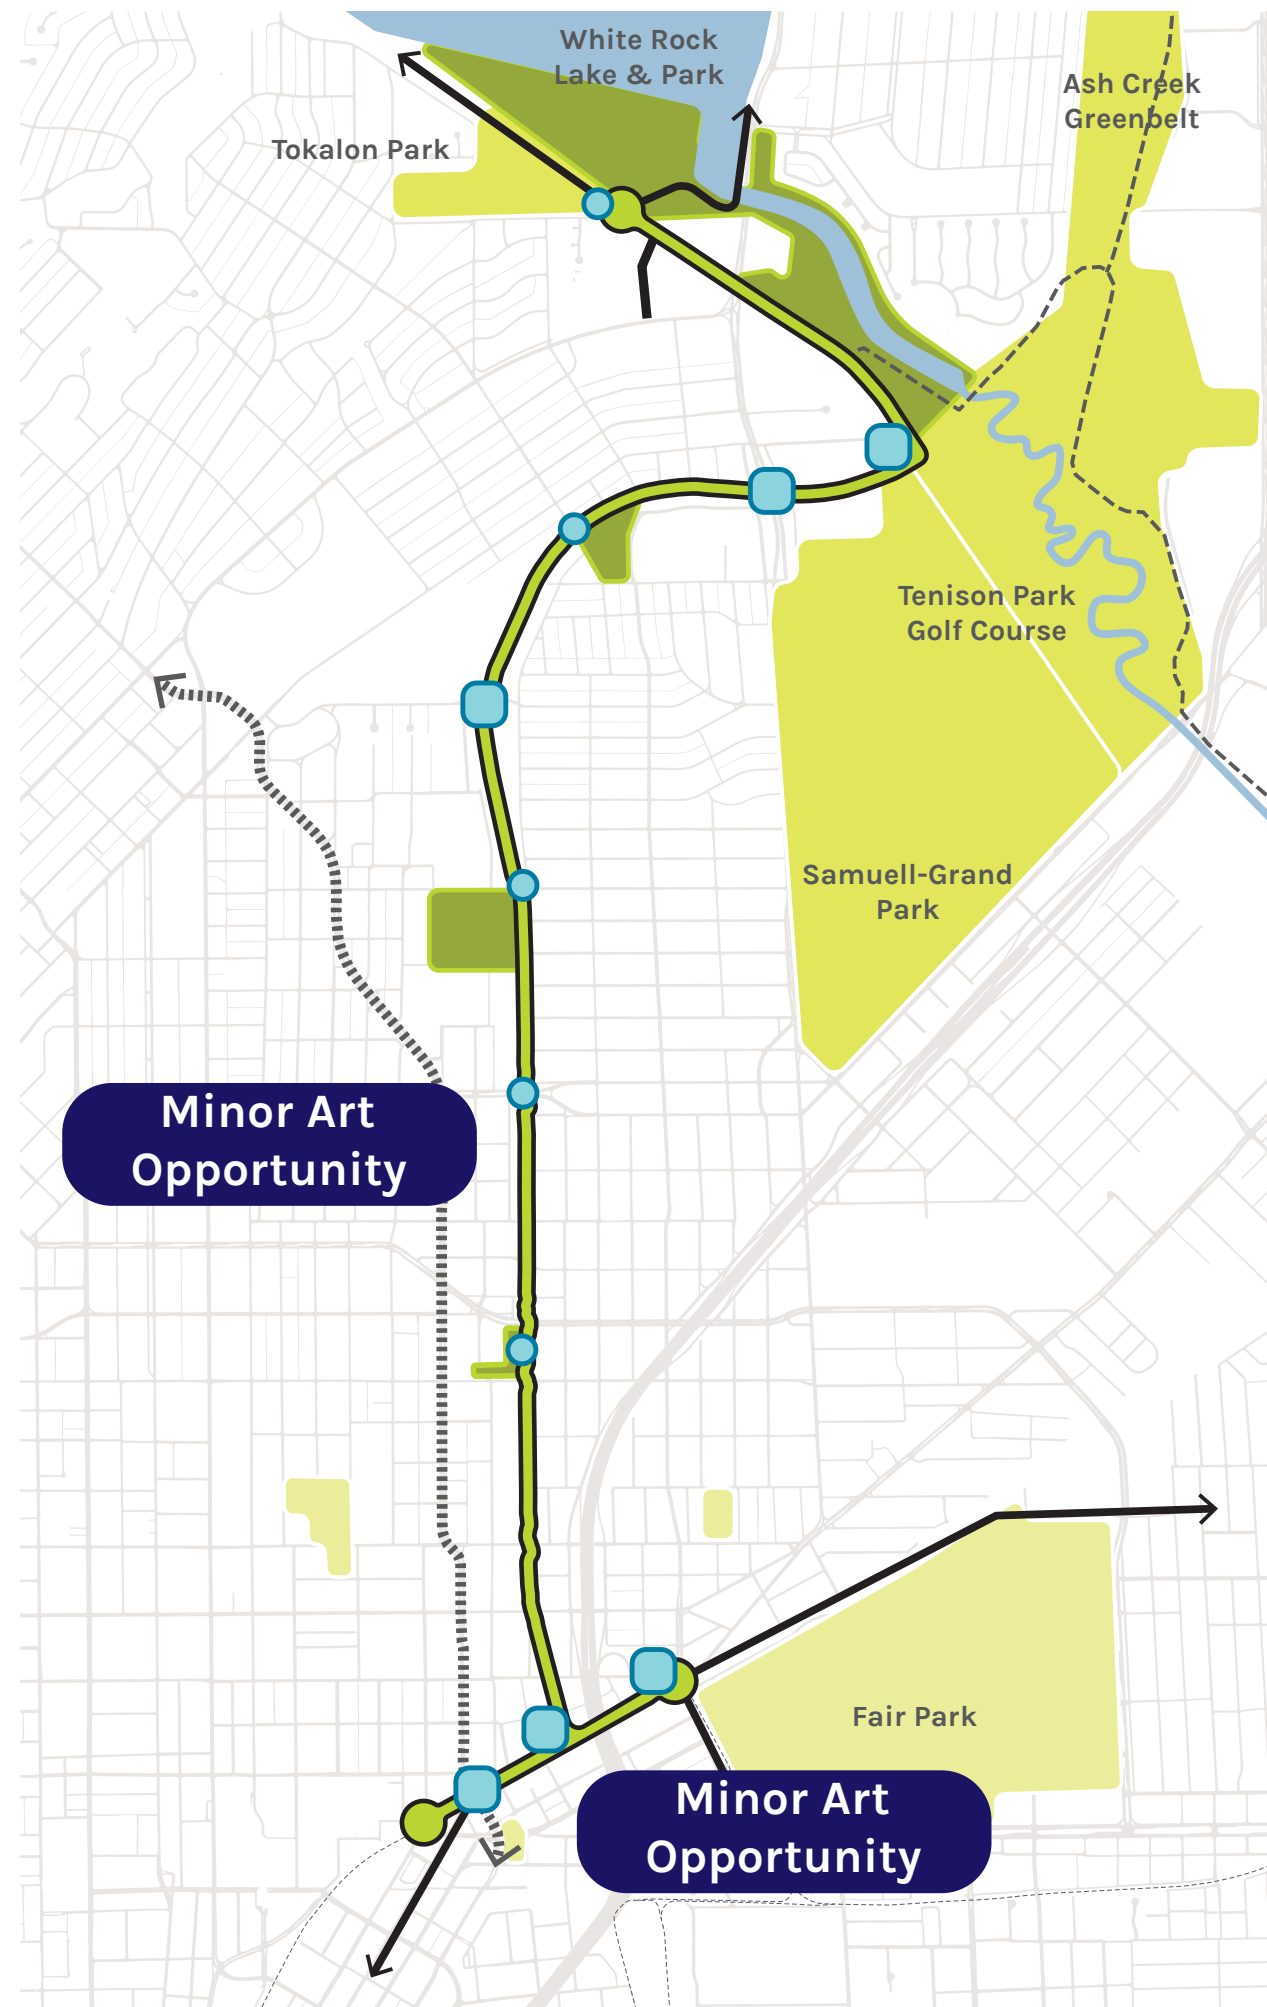 White Rock
Lake & Park
Ash Creek
Greenbelt
Tokalon Park
Tenison Park
Golf Course
Samuell-Grand
Park
Minor Art
Opportunity
Fair Park
Minor Art
Opportunity